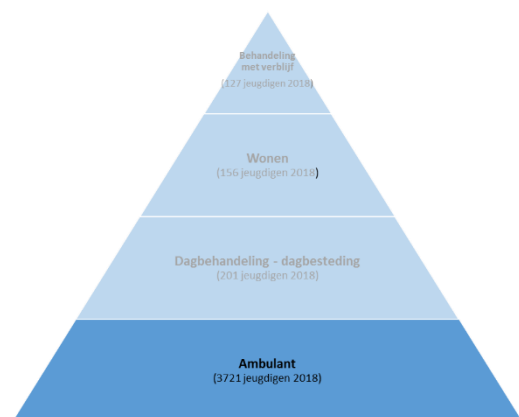 Behandeling
met verblijf
(127 jeugdigen 2018)
Wonen
(156 jeugdigen 2018)
Dagbehandeling - dagbesteding
(201 jeugdigen 2018)
Ambulant
(3721 jeugdigen 2018)